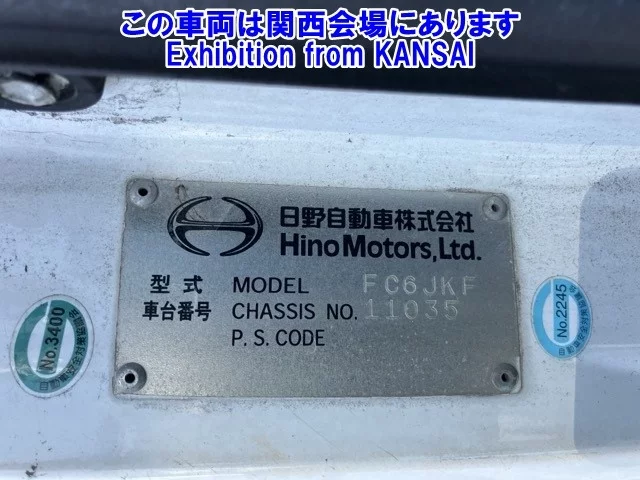 この車両は関西会場にあります
Exhibition from KANSAI
日野自動車株式会社
Hino Motors, Ltd.
型式 MODEL FC6JKF
車台番号 CHASSIS NO. 11035
P. S. CODE
No.3400
No.2245